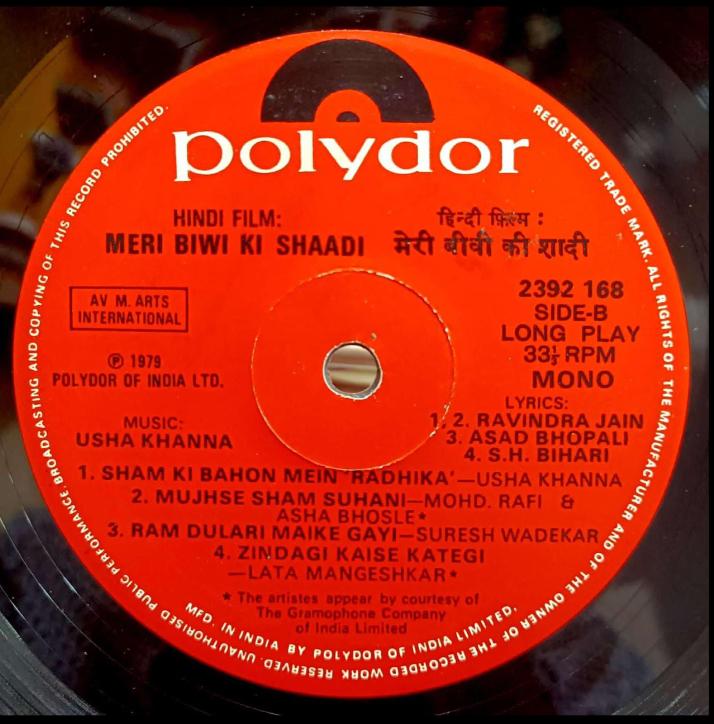 polydor
HINDI FILM:
MERI BIWI KI SHAADI
हिन्दी फ़िल्म :
मेरी बीवी की शादी
AV M. ARTS
INTERNATIONAL
℗ 1979
POLYDOR OF INDIA LTD.
2392 168
SIDE-B
LONG PLAY
33⅓ RPM
MONO
MUSIC:
USHA KHANNA
LYRICS:
1. 2. RAVINDRA JAIN
3. ASAD BHOPALI
4. S.H. BIHARI
1. SHAM KI BAHON MEIN 'RADHIKA'—USHA KHANNA
2. MUJHSE SHAM SUHANI—MOHD. RAFI &
ASHA BHOSLE*
3. RAM DULARI MAIKE GAYI—SURESH WADEKAR
4. ZINDAGI KAISE KATEGI
—LATA MANGESHKAR*
* The artistes appear by courtesy of
The Gramophone Company
of India Limited
MFD. IN INDIA BY POLYDOR OF INDIA LIMITED.
REGISTERED TRADE MARK. ALL RIGHTS OF THE MANUFACTURER AND OF THE OWNER OF THE RECORDED WORK RESERVED. UNAUTHORISED PUBLIC PERFORMANCE BROADCASTING AND COPYING OF THIS RECORD PROHIBITED.